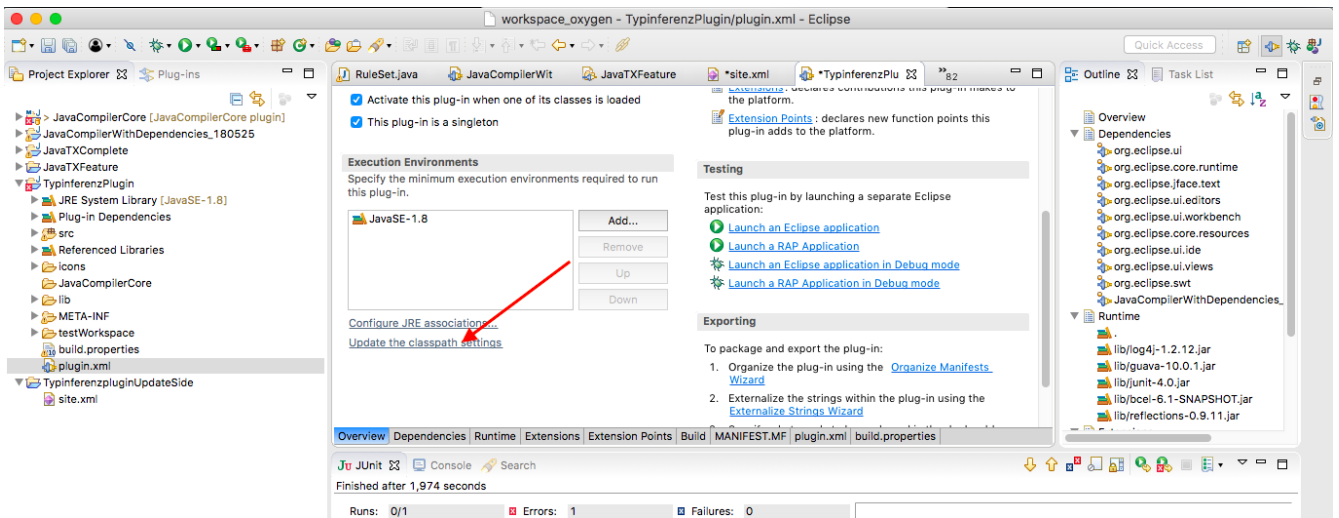 workspace_oxygen - TypinferenzPlugin/plugin.xml - Eclipse
Quick Access
Project Explorer
Plug-ins
> JavaCompilerCore [JavaCompilerCore plugin]
JavaCompilerWithDependencies_180525
JavaTXComplete
JavaTXFeature
TypinferenzPlugin
JRE System Library [JavaSE-1.8]
Plug-in Dependencies
src
Referenced Libraries
icons
JavaCompilerCore
lib
META-INF
testWorkspace
build.properties
plugin.xml
TypinferenzpluginUpdateSide
site.xml
RuleSet.java
JavaCompilerWit
JavaTXFeature
*site.xml
*TypinferenzPlu
»82
Activate this plug-in when one of its classes is loaded
This plug-in is a singleton
Execution Environments
Specify the minimum execution environments required to run
this plug-in.
JavaSE-1.8
Add...
Remove
Up
Down
Configure JRE associations...
Update the classpath settings
Extensions: declares contributions this plug-in makes to
the platform.
Extension Points : declares new function points this
plug-in adds to the platform.
Testing
Test this plug-in by launching a separate Eclipse
application:
Launch an Eclipse application
Launch a RAP Application
Launch an Eclipse application in Debug mode
Launch a RAP Application in Debug mode
Exporting
To package and export the plug-in:
1. Organize the plug-in using the Organize Manifests
Wizard
2. Externalize the strings within the plug-in using the
Externalize Strings Wizard
Overview Dependencies Runtime Extensions Extension Points Build MANIFEST.MF plugin.xml build.properties
Outline
Task List
Overview
Dependencies
org.eclipse.ui
org.eclipse.core.runtime
org.eclipse.jface.text
org.eclipse.ui.editors
org.eclipse.ui.workbench
org.eclipse.core.resources
org.eclipse.ui.ide
org.eclipse.ui.views
org.eclipse.swt
JavaCompilerWithDependencies_
Runtime
.
lib/log4j-1.2.12.jar
lib/guava-10.0.1.jar
lib/junit-4.0.jar
lib/bcel-6.1-SNAPSHOT.jar
lib/reflections-0.9.11.jar
JUnit
Console
Search
Finished after 1,974 seconds
Runs: 0/1
Errors: 1
Failures: 0